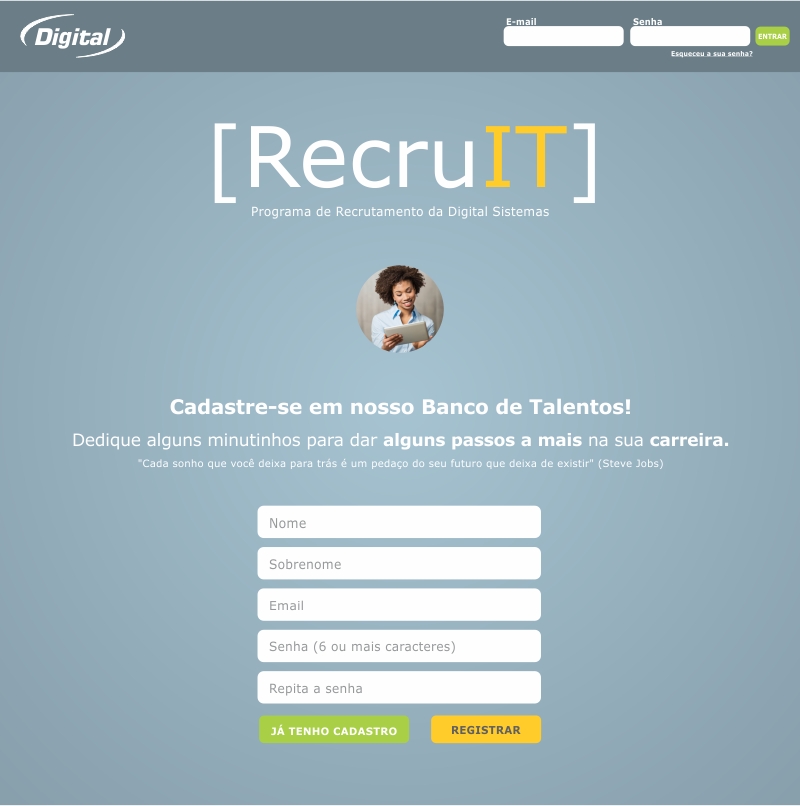 Digital
E-mail
Senha
ENTRAR
Esqueceu a sua senha?
[RecruIT]
Programa de Recrutamento da Digital Sistemas
Cadastre-se em nosso Banco de Talentos!
Dedique alguns minutinhos para dar alguns passos a mais na sua carreira.
"Cada sonho que você deixa para trás é um pedaço do seu futuro que deixa de existir" (Steve Jobs)
Nome
Sobrenome
Email
Senha (6 ou mais caracteres)
Repita a senha
JÁ TENHO CADASTRO
REGISTRAR